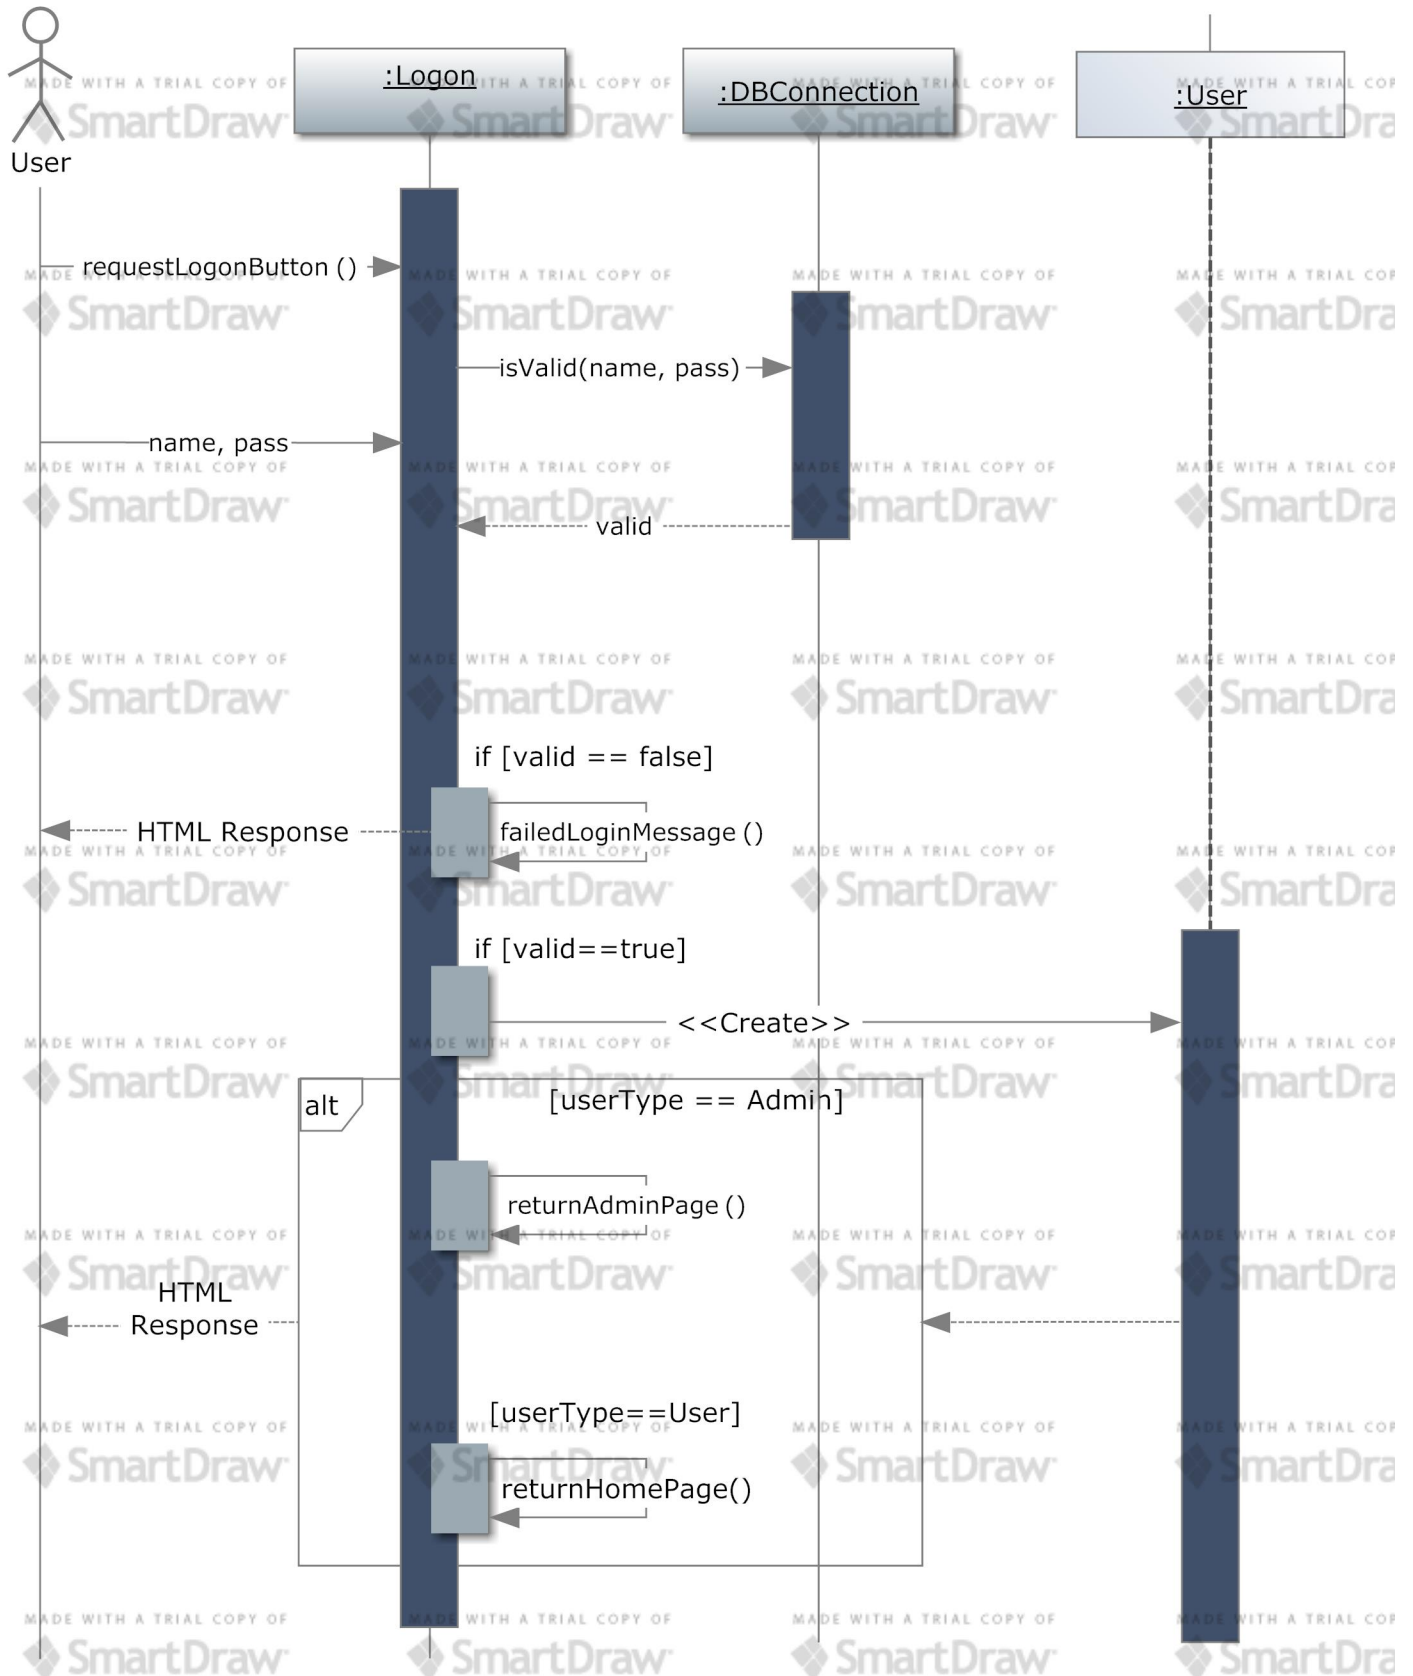 :Logon
:DBConnection
:User
User
requestLogonButton ()
isValid(name, pass)
name, pass
valid
if [valid == false]
HTML Response
failedLoginMessage ()
if [valid==true]
<<Create>>
alt
[userType == Admin]
returnAdminPage ()
HTML
Response
[userType==User]
returnHomePage()
MADE WITH A TRIAL COPY OF
SmartDraw